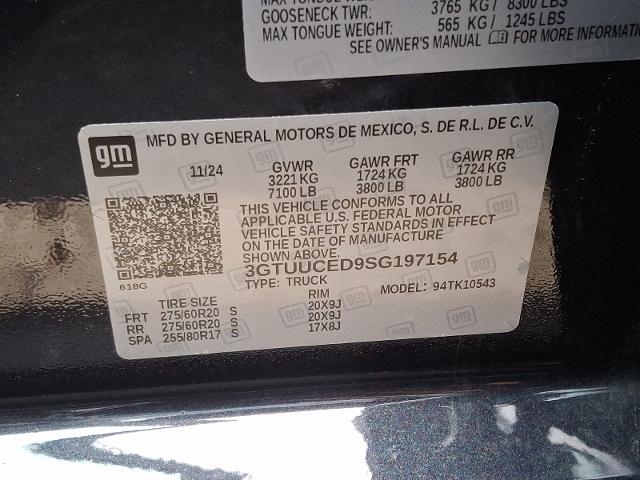 MAX TONGUE WEIGHT:
GOOSENECK TWR: 3765 KG / 8300 LBS
MAX TONGUE WEIGHT: 565 KG / 1245 LBS
SEE OWNER'S MANUAL FOR MORE INFORM
gm MFD BY GENERAL MOTORS DE MEXICO, S. DE R.L. DE C.V.
11/24 GVWR GAWR FRT GAWR RR
3221 KG 1724 KG 1724 KG
7100 LB 3800 LB 3800 LB
THIS VEHICLE CONFORMS TO ALL
APPLICABLE U.S. FEDERAL MOTOR
VEHICLE SAFETY STANDARDS IN EFFECT
ON THE DATE OF MANUFACTURE
SHOWN ABOVE.
3GTUUCED9SG197154
618G
TYPE: TRUCK MODEL: 94TK10543
TIRE SIZE RIM
FRT 275/60R20 S 20X9J
RR 275/60R20 S 20X9J
SPA 255/80R17 S 17X8J